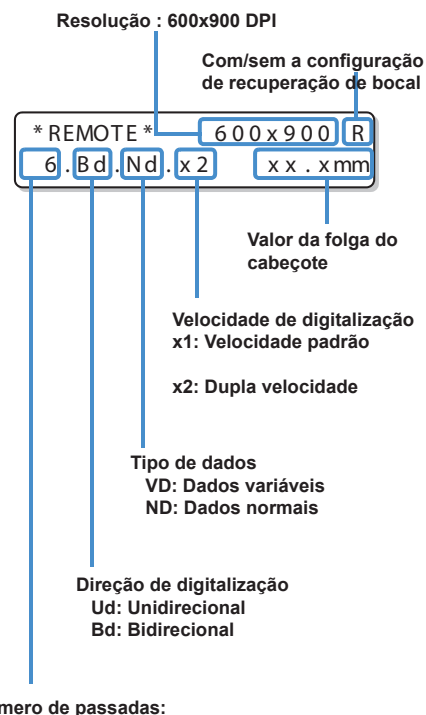 Resolução : 600x900 DPI
Com/sem a configuração
de recuperação de bocal
*REMOTE* 600x900 R
6.Bd.Nd.x2 xx.xmm
Valor da folga do
cabeçote
Velocidade de digitalização
x1: Velocidade padrão
x2: Dupla velocidade
Tipo de dados
VD: Dados variáveis
ND: Dados normais
Direção de digitalização
Ud: Unidirecional
Bd: Bidirecional
mero de passadas: